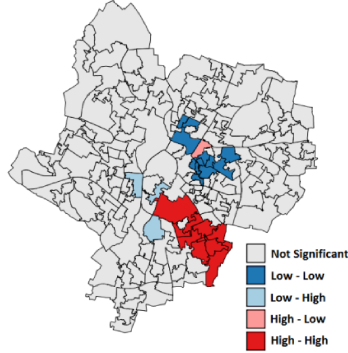 Not Significant
Low - Low
Low - High
High - Low
High - High